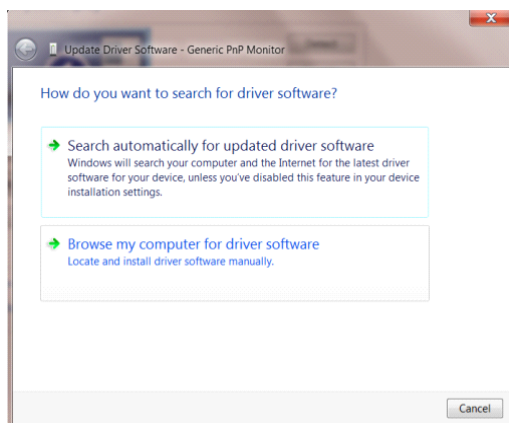 Update Driver Software - Generic PnP Monitor
How do you want to search for driver software?
Search automatically for updated driver software
Windows will search your computer and the Internet for the latest driver
software for your device, unless you've disabled this feature in your device
installation settings.
Browse my computer for driver software
Locate and install driver software manually.
Cancel